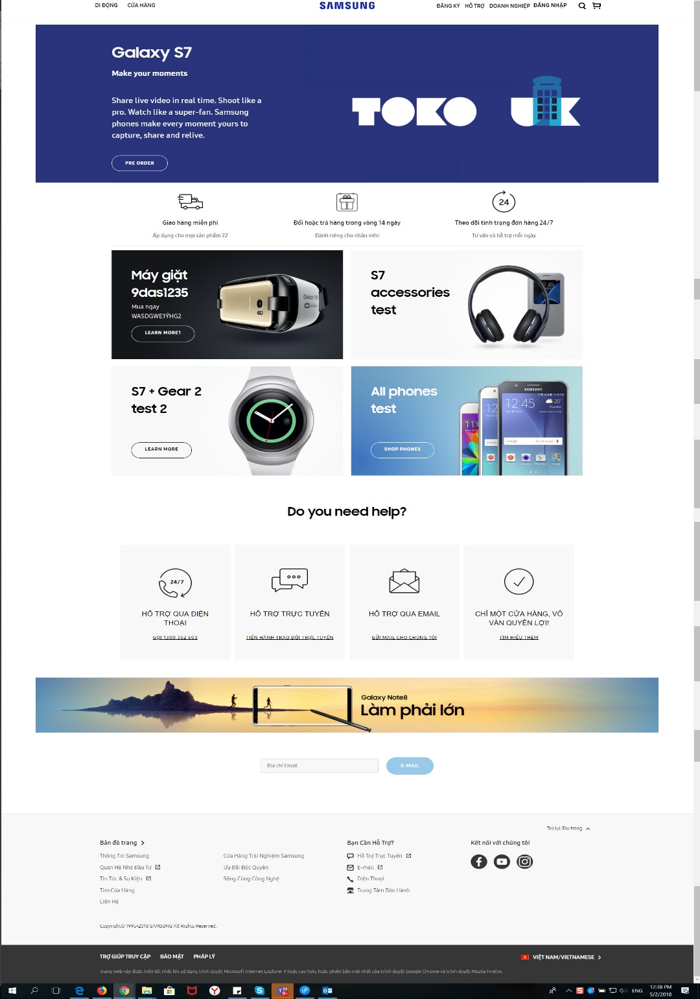 DI ĐỘNG CỬA HÀNG SAMSUNG ĐĂNG KÝ HỖ TRỢ DOANH NGHIỆP ĐĂNG NHẬP
Galaxy S7
Make your moments
Share live video in real time. Shoot like a
pro. Watch like a super-fan. Samsung
phones make every moment yours to
capture, share and relive.
PRE ORDER
TOKO UK
24
Giao hàng miễn phí
Áp dụng cho mọi sản phẩm 22
Đổi hoặc trả hàng trong vòng 14 ngày
Dành riêng cho nhân viên
Theo dõi tình trạng đơn hàng 24/7
Tư vấn và hỗ trợ mỗi ngày
Máy giặt
9das1235
Mua ngay
WASDGWE1ÝHG2
LEARN MORE1
Gear VR
S7
accessories
test
S7 + Gear 2
test 2
LEARN MORE
All phones
test
SHOP PHONES
SAMSUNG
12:45
20°
Google
Do you need help?
24/7
HỖ TRỢ QUA ĐIỆN
THOẠI
GỌI 1300 362 603
HỖ TRỢ TRỰC TUYẾN
TIẾN HÀNH TRAO ĐỔI TRỰC TUYẾN
HỖ TRỢ QUA EMAIL
GỬI MAIL CHO CHÚNG TÔI
CHỈ MỘT CỬA HÀNG, VÔ
VÀN QUYỀN LỢI!
TÌM HIỂU THÊM
Galaxy Note8
Làm phải lớn
Địa chỉ Email
E-MAIL
Trở lại đầu trang
Bản đồ trang
Thông Tin Samsung
Quan Hệ Nhà Đầu Tư
Tin Tức & Sự Kiện
Tìm Cửa Hàng
Liên Hệ
Cửa Hàng Trải Nghiệm Samsung
Ưu Đãi Độc Quyền
Sống Cùng Công Nghệ
Bạn Cần Hỗ Trợ?
Hỗ Trợ Trực Tuyến
E-mail
Điện Thoại
Trung Tâm Bảo Hành
Kết nối với chúng tôi
Copyright© 1995-2018 SAMSUNG All Rights Reserved.
TRỢ GIÚP TRUY CẬP BẢO MẬT PHÁP LÝ
VIỆT NAM/VIETNAMESE
Trang web này được hiển tốt nhất khi sử dụng trình duyệt Microsoft Internet Explorer 9 hoặc cao hơn, hoặc phiên bản mới nhất của trình duyệt Google Chrome và trình duyệt Mozila Firefox.
ENG
12:38 PM
5/2/2018